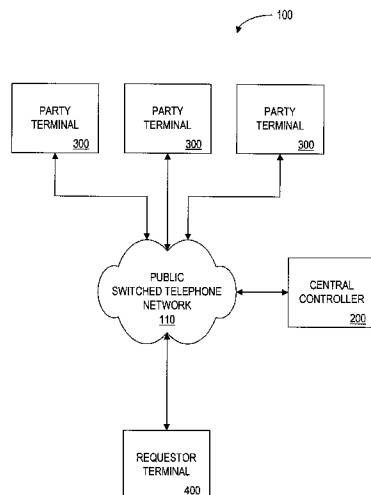 100
PARTY
TERMINAL
300
PARTY
TERMINAL
300
PARTY
TERMINAL
300
PUBLIC
SWITCHED TELEPHONE
NETWORK
110
CENTRAL
CONTROLLER
200
REQUESTOR
TERMINAL
400